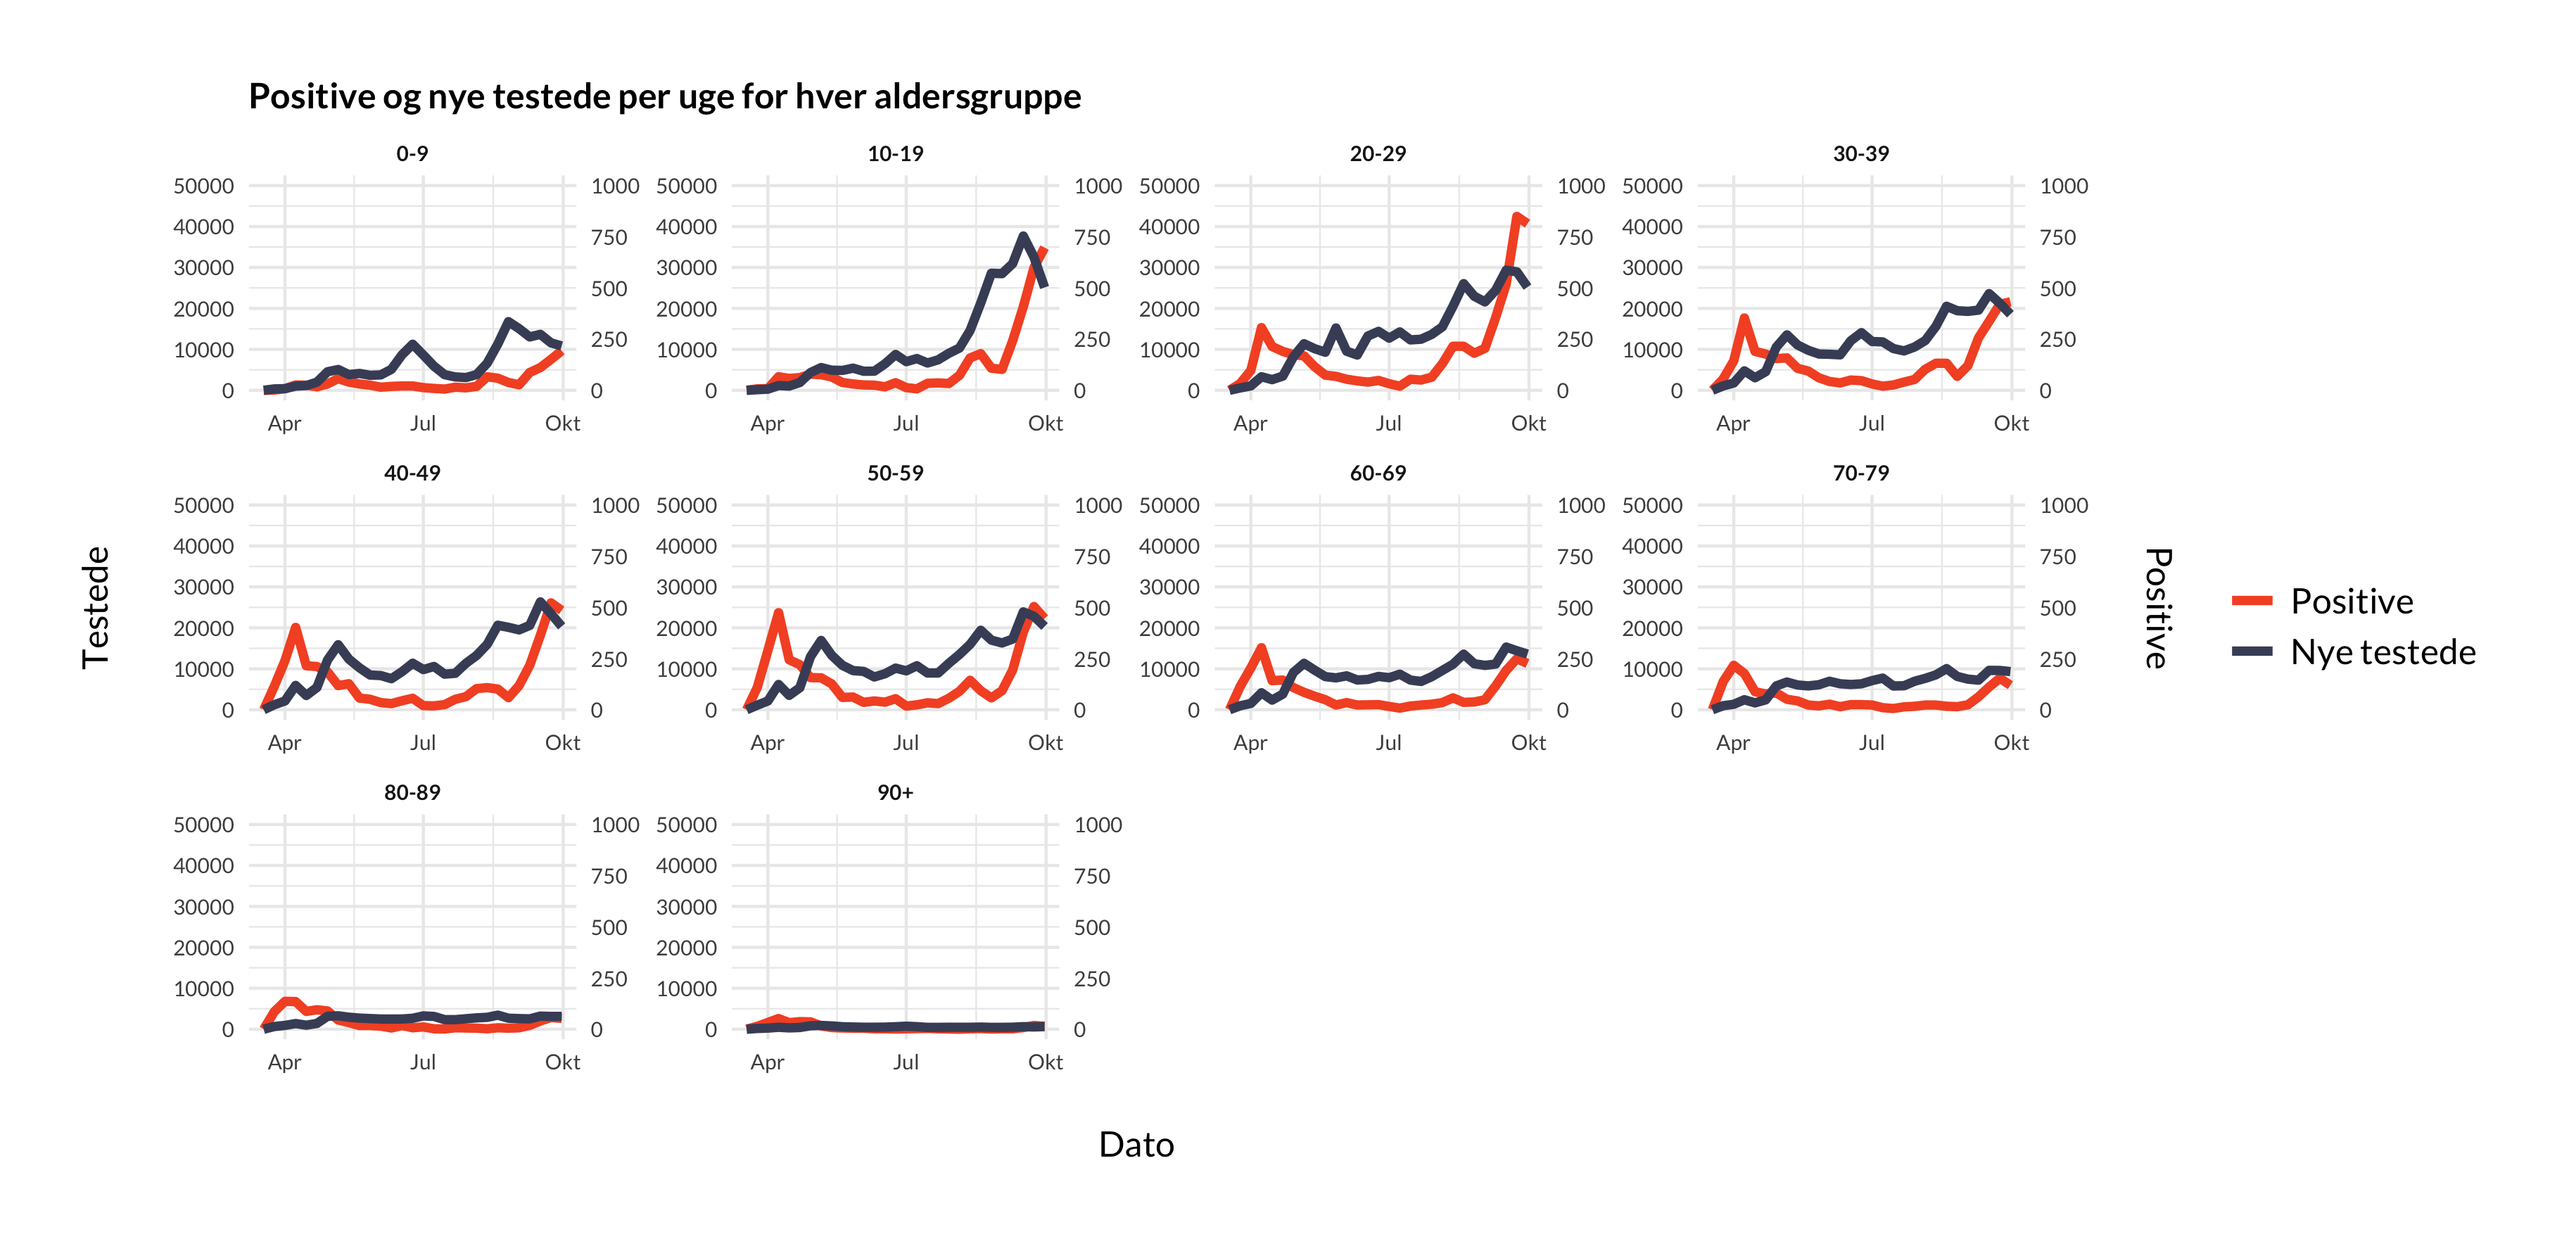 Positive og nye testede per uge for hver aldersgruppe
0-9 10-19 20-29 30-39
50000 1000 50000 1000 50000 1000 50000 1000
40000 750 40000 750 40000 750 40000 750
30000 500 30000 500 30000 500 30000 500
20000 250 20000 250 20000 250 20000 250
10000 0 10000 0 10000 0 10000 0
0 0 0 0
Apr Jul Okt Apr Jul Okt Apr Jul Okt Apr Jul Okt
40-49 50-59 60-69 70-79
50000 1000 50000 1000 50000 1000 50000 1000
40000 750 40000 750 40000 750 40000 750
30000 500 30000 500 30000 500 30000 500
20000 250 20000 250 20000 250 20000 250
10000 0 10000 0 10000 0 10000 0
0 0 0 0
Apr Jul Okt Apr Jul Okt Apr Jul Okt Apr Jul Okt
80-89 90+
50000 1000 50000 1000
40000 750 40000 750
30000 500 30000 500
20000 250 20000 250
10000 0 10000 0
0 0
Apr Jul Okt Apr Jul Okt
Testede
Dato
Positive
Positive
Nye testede